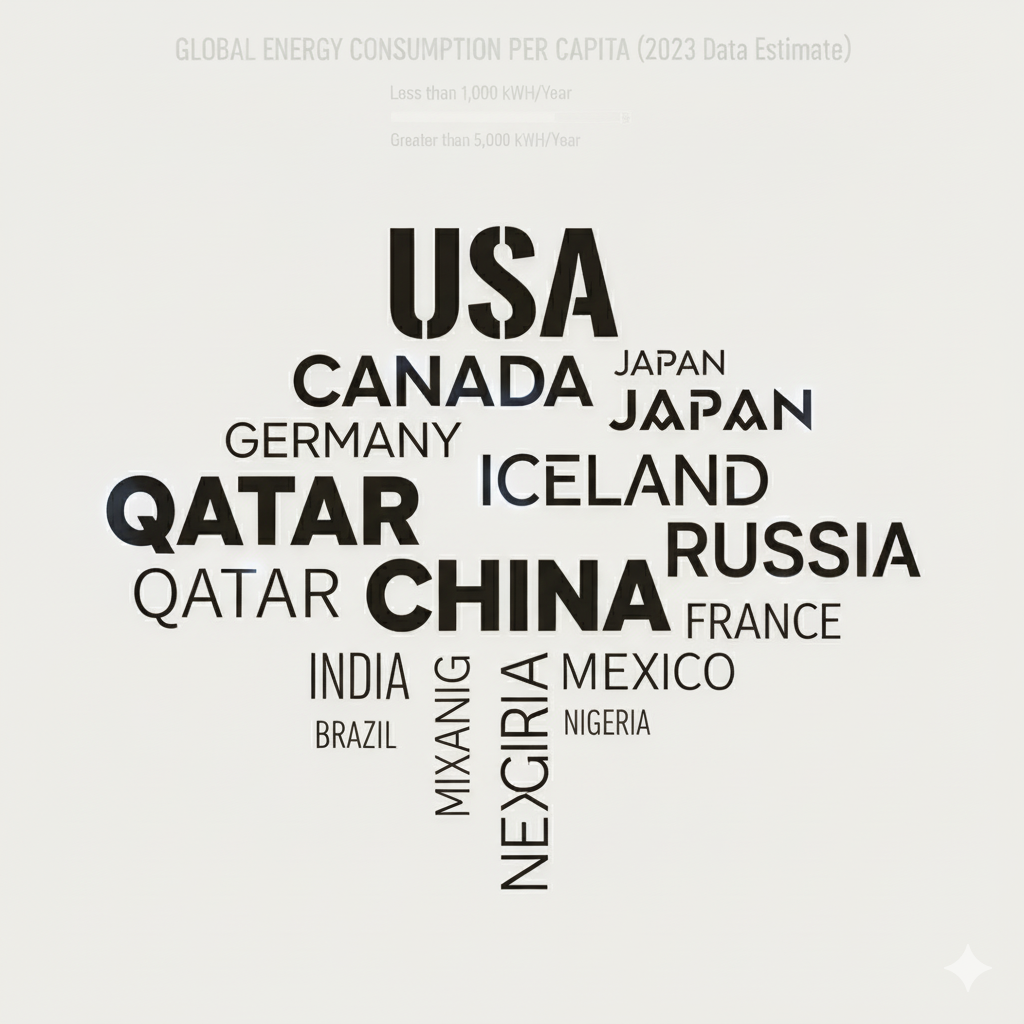 GLOBAL ENERGY CONSUMPTION PER CAPITA (2023 Data Estimate)
Less than 1,000 kWH/Year
Greater than 5,000 kWH/Year
USA
CANADA
JAPAN
JAPAN
GERMANY
ICELAND
QATAR
RUSSIA
QATAR
CHINA
FRANCE
INDIA
MIXANIG
NEXGIRIA
MEXICO
BRAZIL
NIGERIA